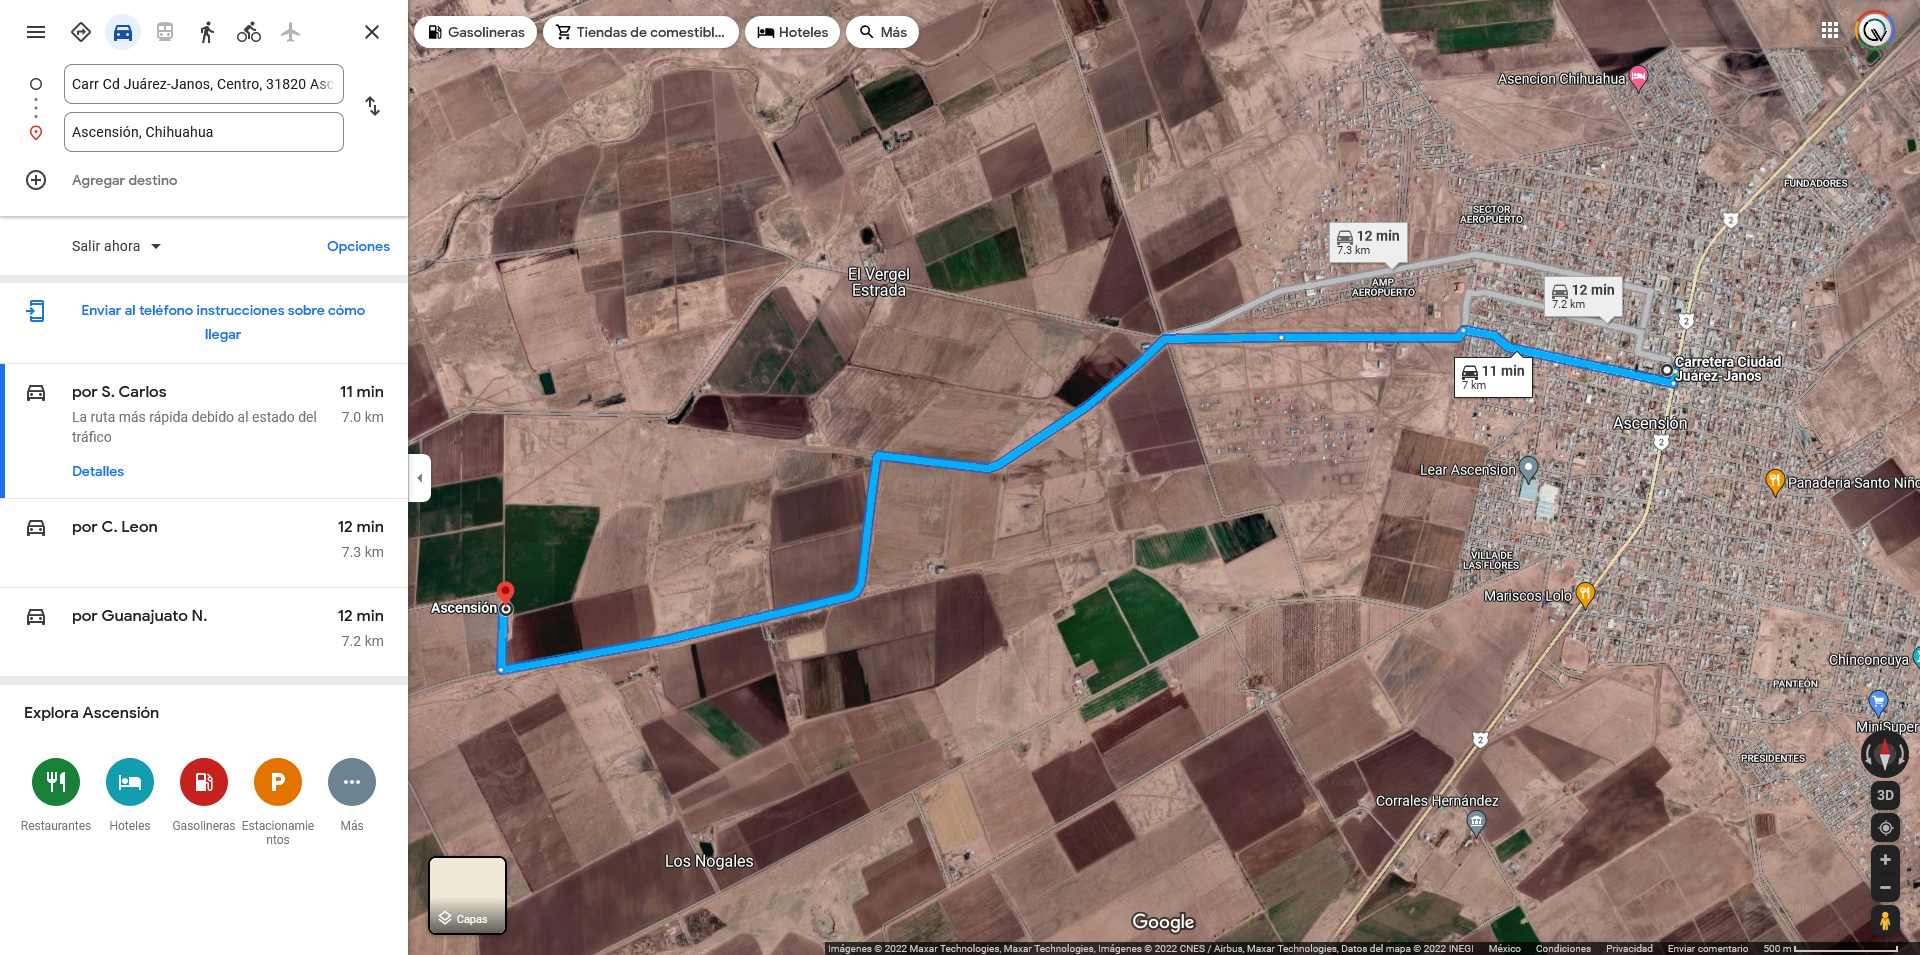 Carr Cd Juárez-Janos, Centro, 31820 Asc
Ascensión, Chihuahua
Agregar destino
Salir ahora
Opciones
Enviar al teléfono instrucciones sobre cómo
llegar
por S. Carlos
11 min
La ruta más rápida debido al estado del
tráfico
7.0 km
Detalles
por C. Leon
12 min
7.3 km
por Guanajuato N.
12 min
7.2 km
Explora Ascensión
P
Restaurantes
Hoteles
Gasolineras
Estacionamie
ntos
Más
Gasolineras
Tiendas de comestibl...
Hoteles
Más
Asencion Chihuahua
FUNDADORES
SECTOR
AEROPUERTO
2
12 min
7.3 km
El Vergel
Estrada
AMP
AEROPUERTO
12 min
7.2 km
2
Carretera Ciudad
Juárez-Janos
11 min
7 km
Ascensión
2
Lear Ascension
Panaderia Santo Niño
VILLA DE
LAS FLORES
Mariscos Lolo
Ascensión
Chinconcuya
PANTEÓN
MiniSuper
2
PRESIDENTES
3D
Corrales Hernández
Los Nogales
Capas
Google
Imágenes © 2022 Maxar Technologies, Maxar Technologies, Imágenes © 2022 CNES / Airbus, Maxar Technologies, Datos del mapa © 2022 INEGI
México
Condiciones
Privacidad
Enviar comentario
500 m